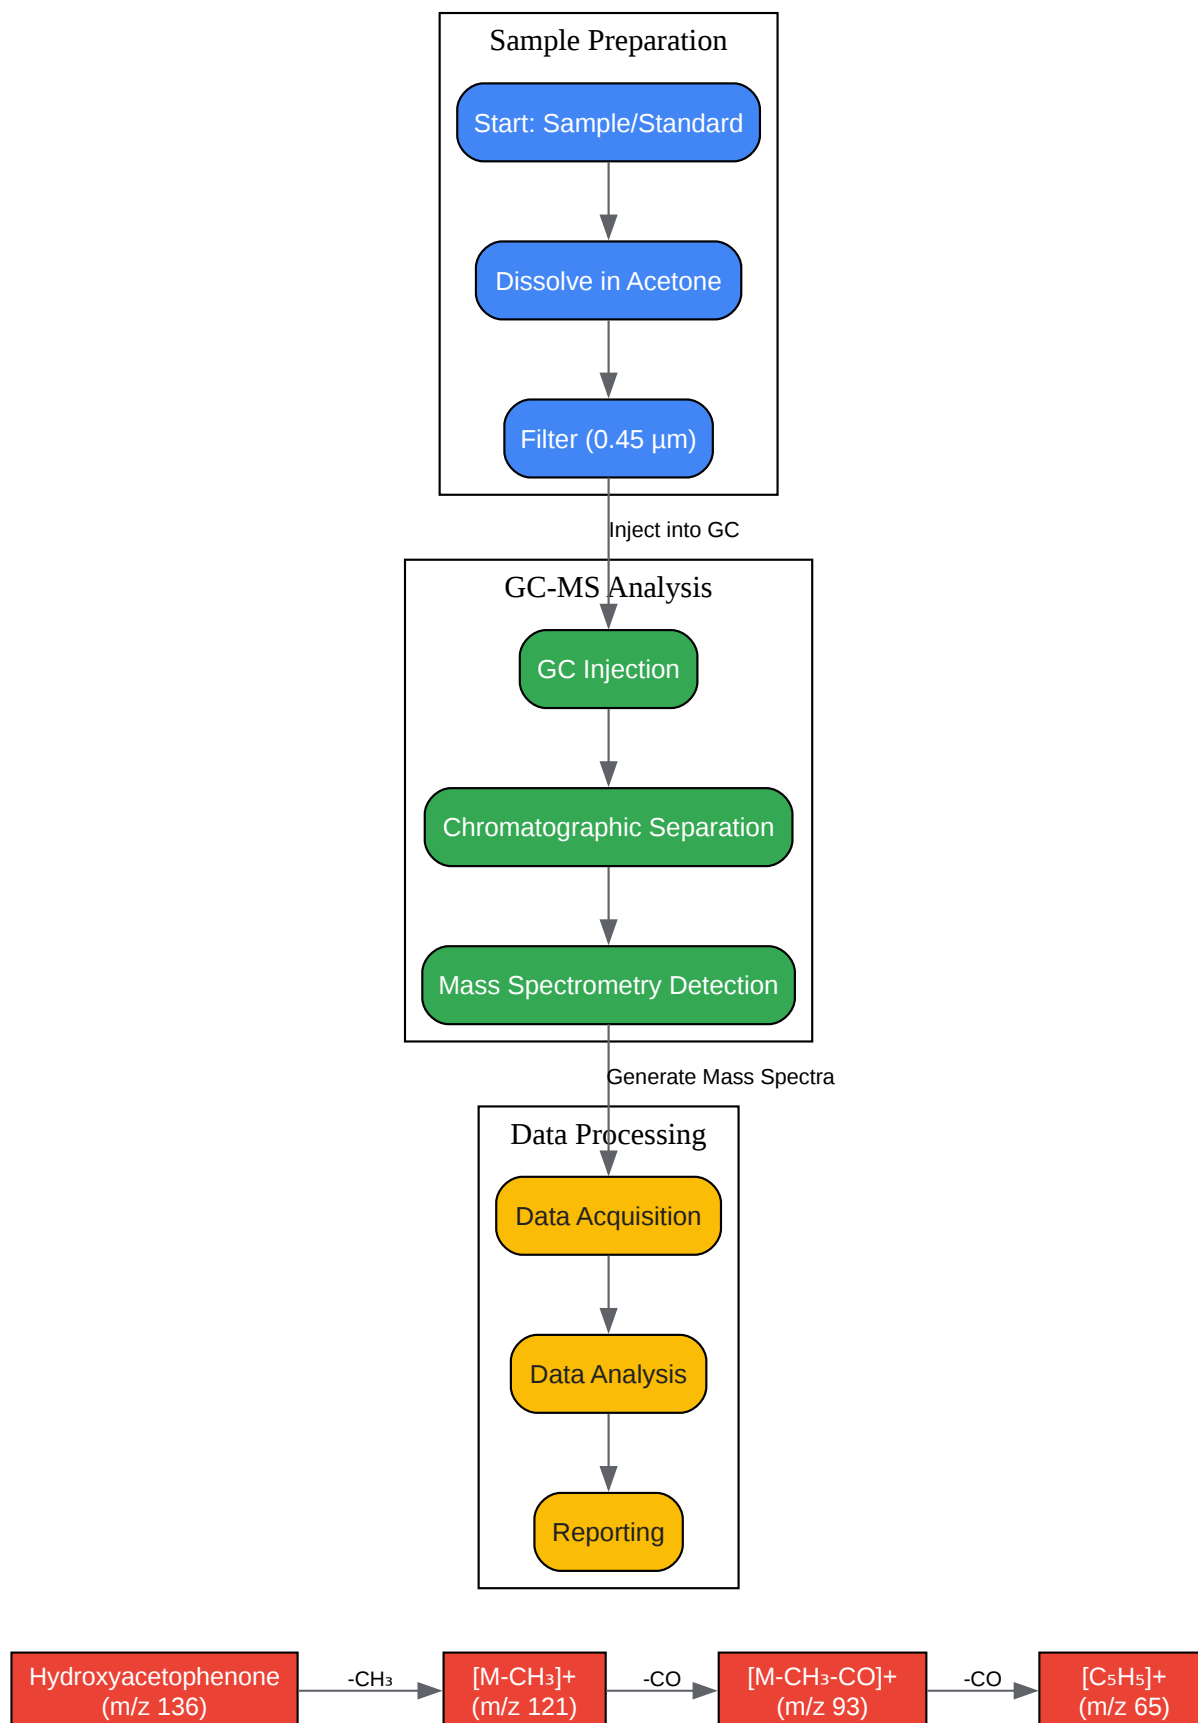 Sample Preparation
Start: Sample/Standard
Dissolve in Acetone
Filter (0.45 µm)
Inject into GC
GC-MS Analysis
GC Injection
Chromatographic Separation
Mass Spectrometry Detection
Generate Mass Spectra
Data Processing
Data Acquisition
Data Analysis
Reporting
Hydroxyacetophenone
(m/z 136)
-CH₃
[M-CH₃]+
(m/z 121)
-CO
[M-CH₃-CO]+
(m/z 93)
-CO
[C₅H₅]+
(m/z 65)